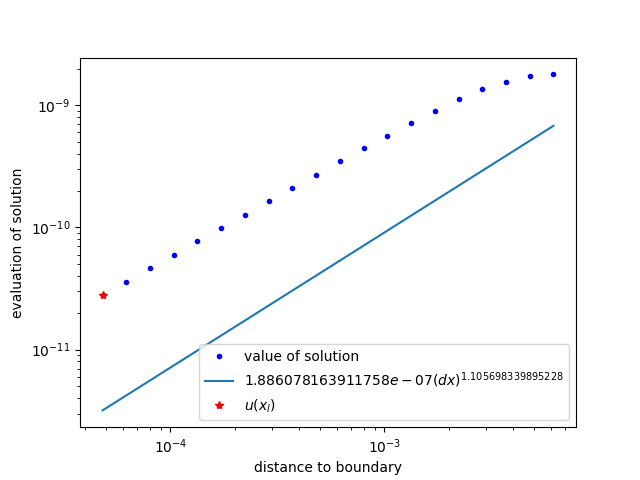 10^{-9}
10^{-10}
10^{-11}
evaluation of solution
value of solution
1.886078163911758e − 07(dx)^{1.105698339895228}
u(x_I)
10^{-4}
10^{-3}
distance to boundary